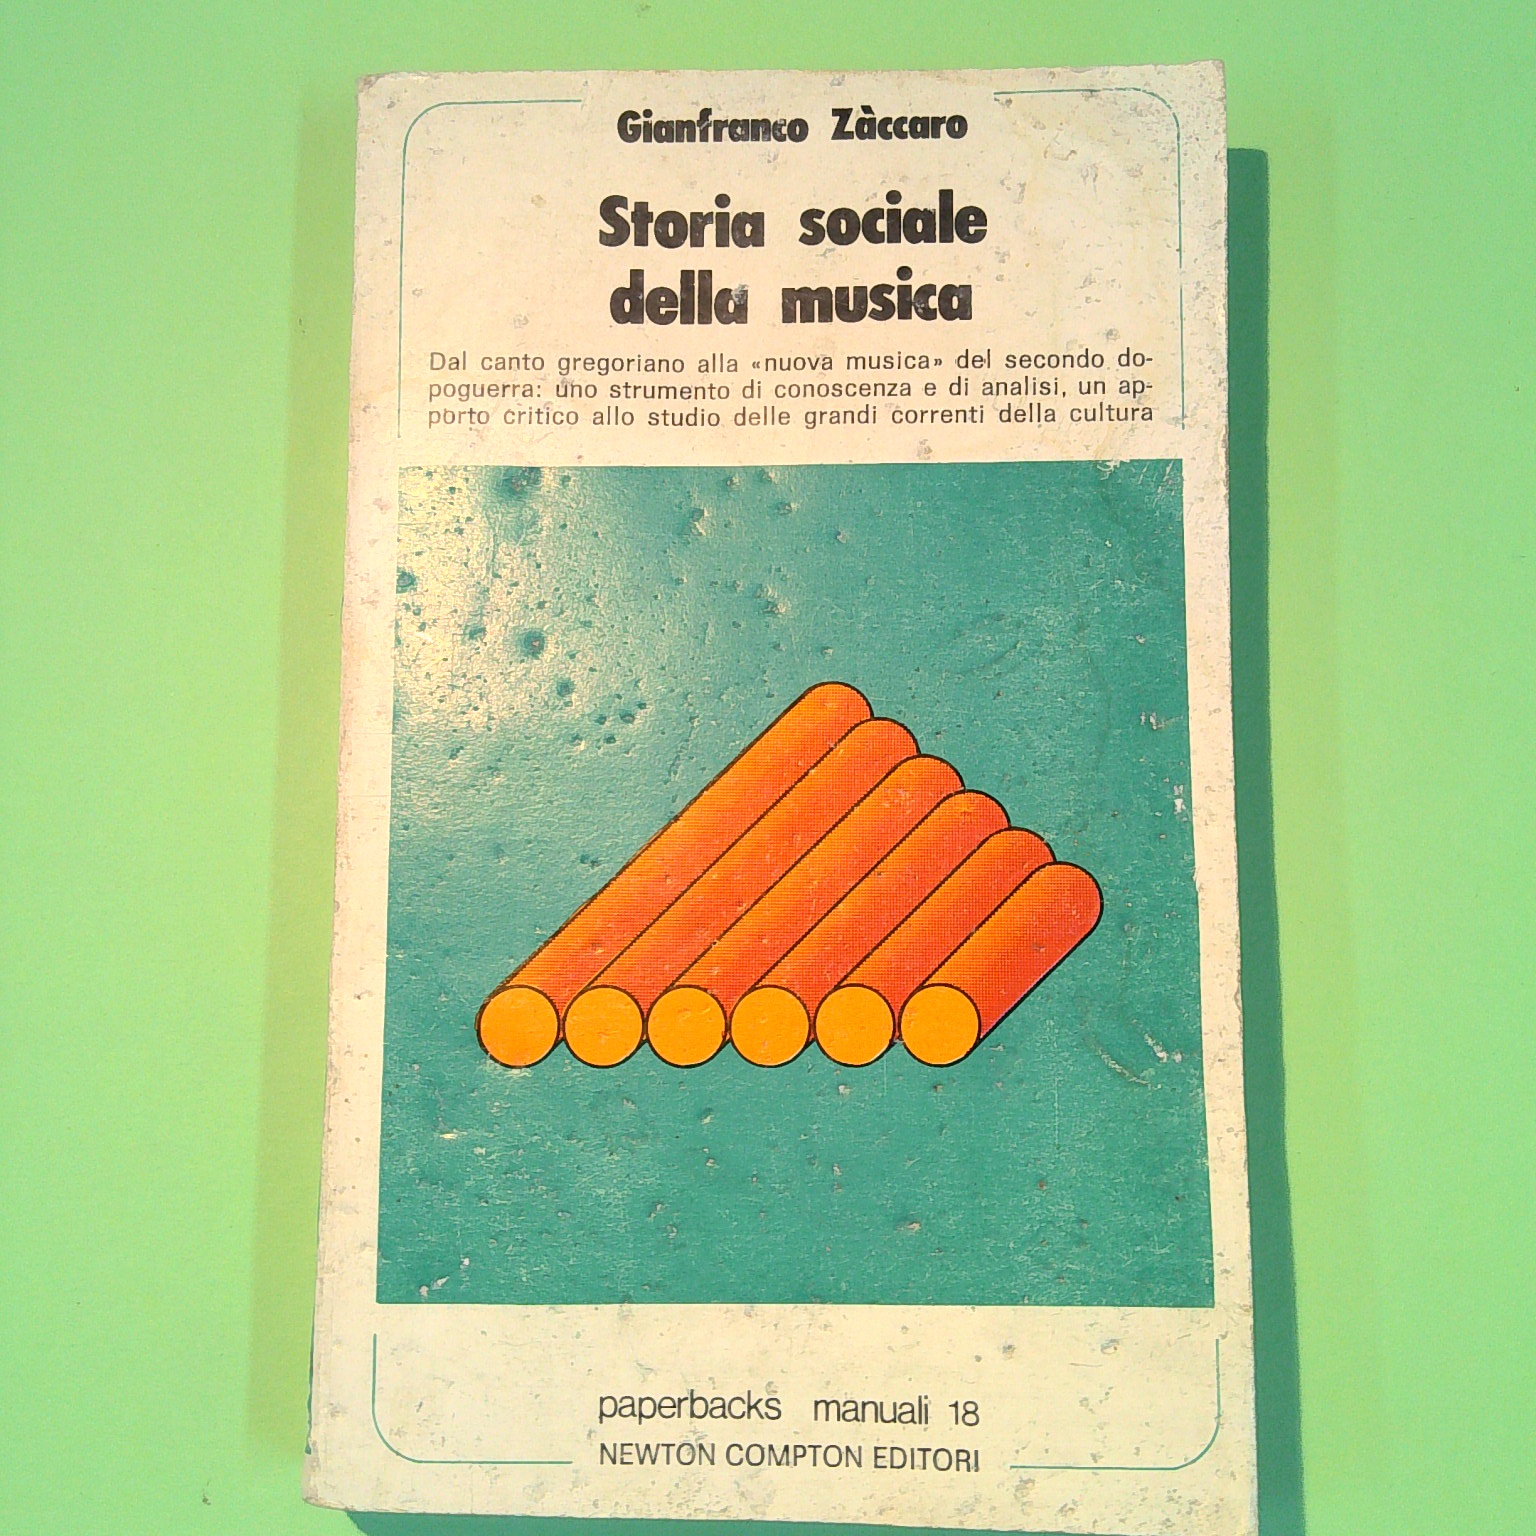 Gianfranco Zàccaro
Storia sociale
della musica
Dal canto gregoriano alla «nuova musica» del secondo do-
poguerra: uno strumento di conoscenza e di analisi, un ap-
porto critico allo studio delle grandi correnti della cultura
paperbacks manuali 18
NEWTON COMPTON EDITORI